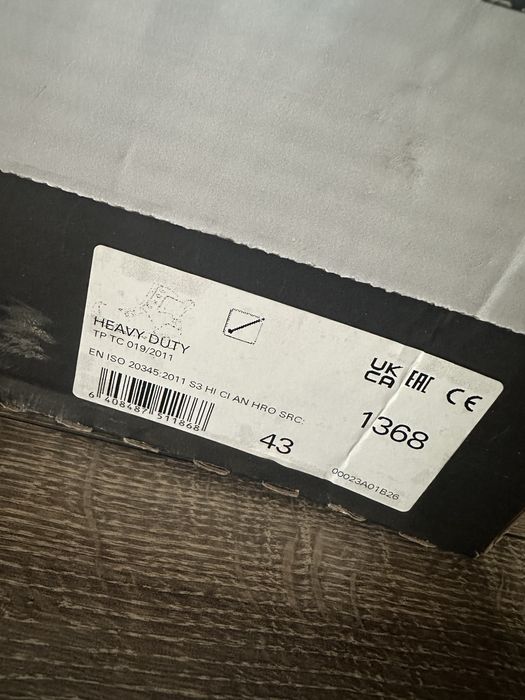 HEAVY DUTY
TP TC 019/2011
EN ISO 20345:2011 S3 HI CI AN HRO SRC:
UK
CA EAC CE
6 408487 511868
43
1368
00023A01B26